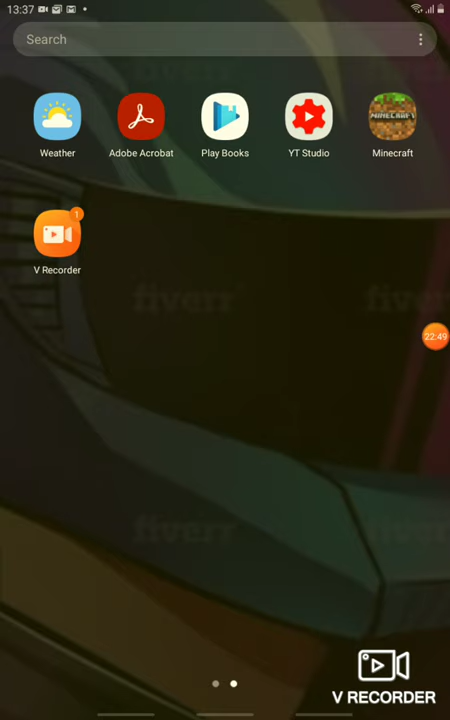 13:37
Search
Weather
Adobe Acrobat
Play Books
YT Studio
MINECRAFT
Minecraft
1
V Recorder
fiverr
fiverr
22:49
fiverr
V RECORDER